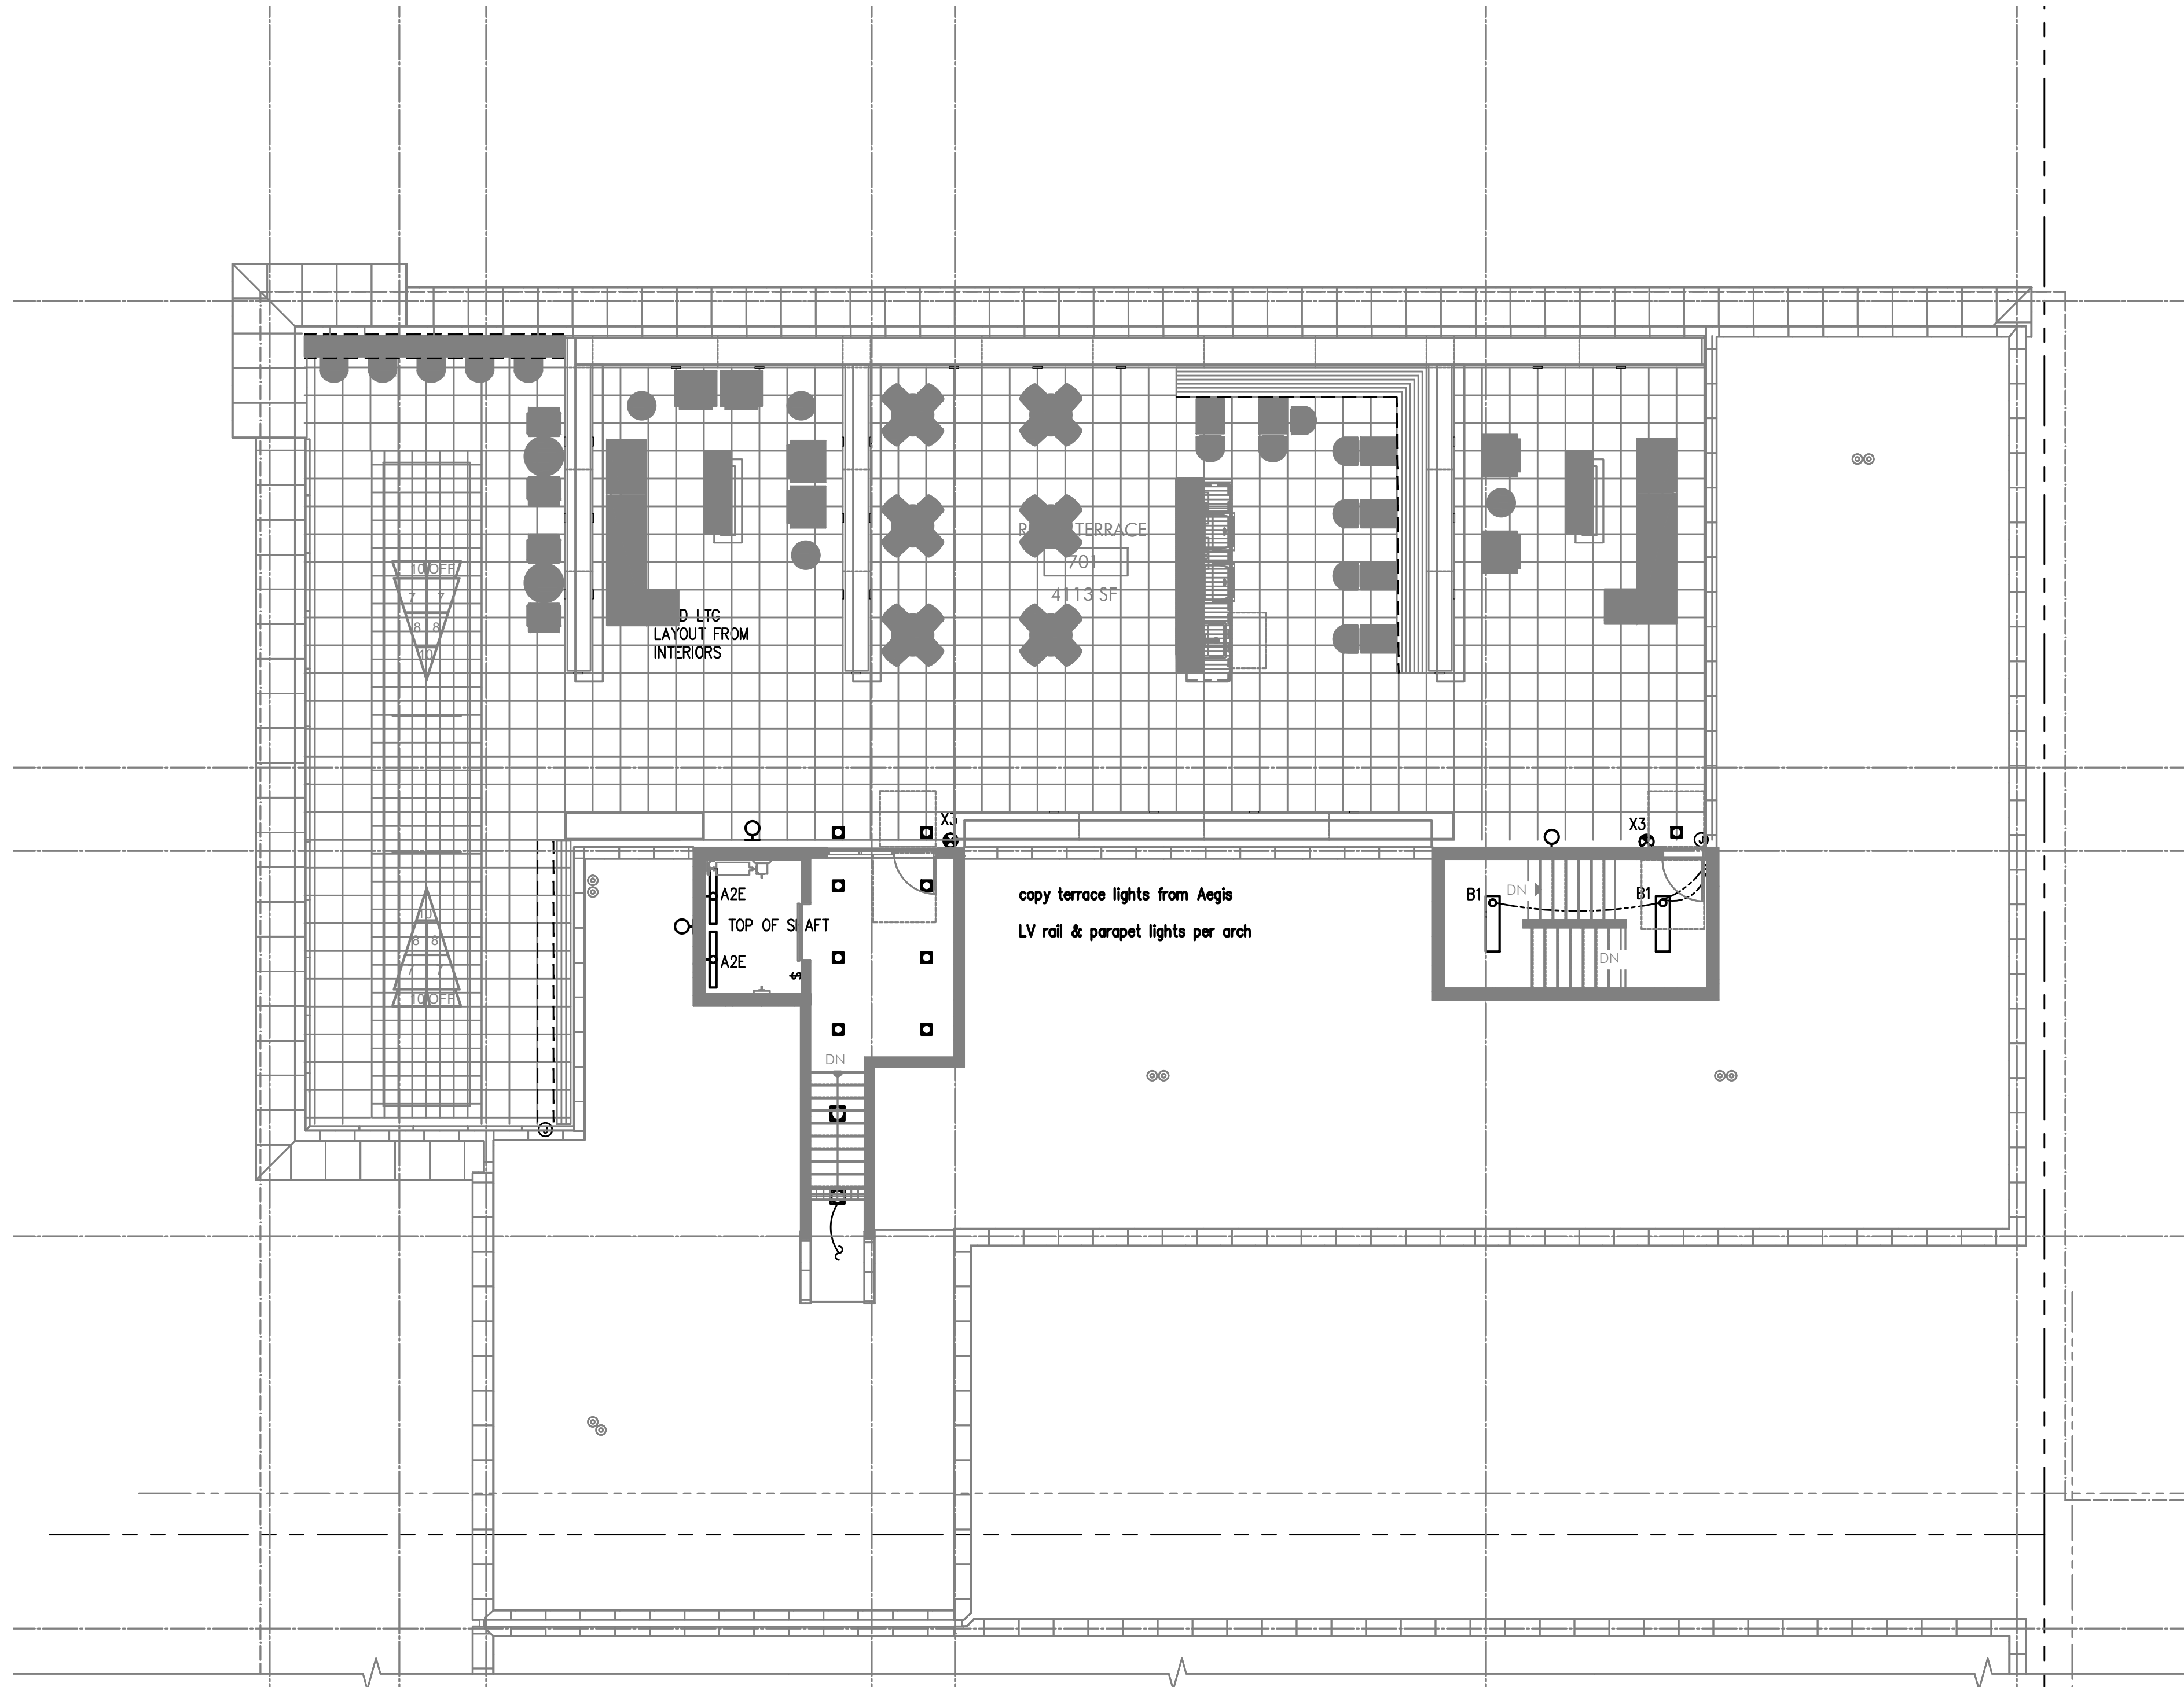 TERRACE
701
4113 SF
10
OFF
7 7
8 8
10
LTG
LAYOUT FROM
INTERIORS
X3
X3
A2E
TOP OF SHAFT
A2E
$
copy terrace lights from Aegis
LV rail & parapet lights per arch
B1
DN
B1
DN
J
10
8 8
7 7
10
OFF
DN
J